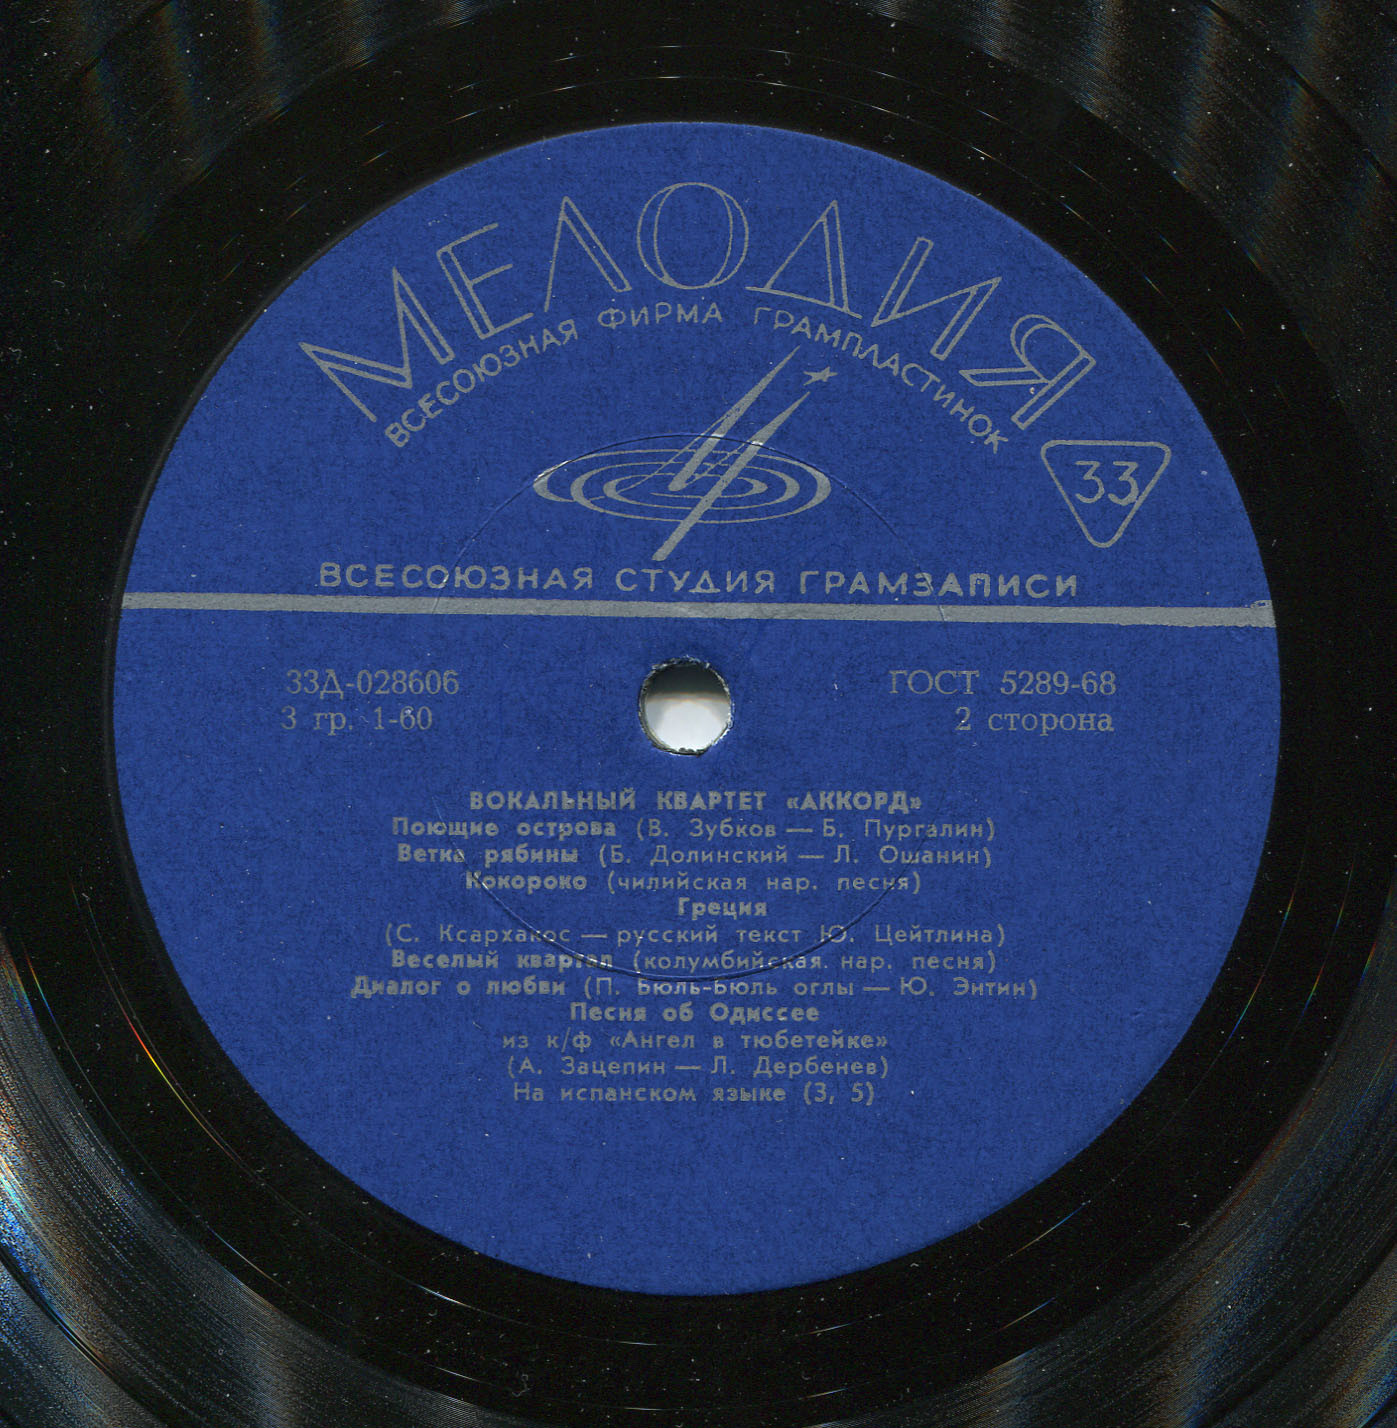 МЕЛОДИЯ
ВСЕСОЮЗНАЯ ФИРМА ГРАМПЛАСТИНОК
33
ВСЕСОЮЗНАЯ СТУДИЯ ГРАМЗАПИСИ
33Д-028606 ГОСТ 5289-68
3 гр. 1-60 2 сторона
ВОКАЛЬНЫЙ КВАРТЕТ «АККОРД»
Поющие острова (В. Зубков — Б. Пургалин)
Ветка рябины (Б. Долинский — Л. Ошанин)
Кокороко (чилийская нар. песня)
Греция
(С. Ксархакос — русский текст Ю. Цейтлина)
Веселый квартал (колумбийская. нар. песня)
Диалог о любви (П. Бюль-Бюль оглы — Ю. Энтин)
Песня об Одиссее
из к/ф «Ангел в тюбетейке»
(А. Зацепин — Л. Дербенев)
На испанском языке (3, 5)